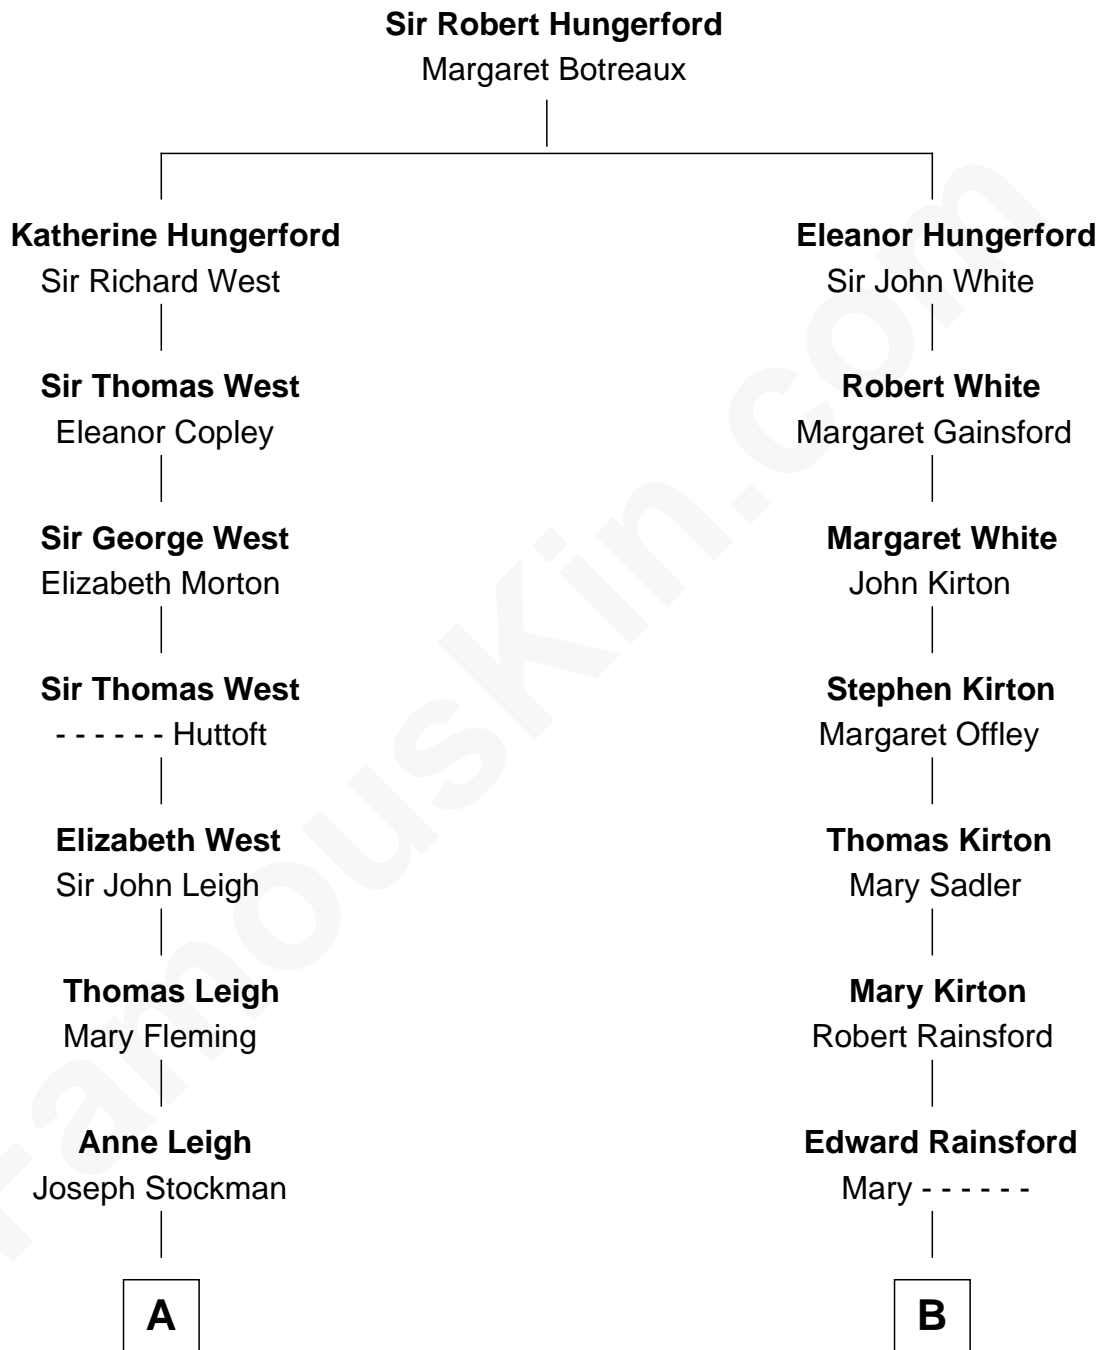 Sir Robert Hungerford
Margaret Botreaux
Katherine Hungerford
Sir Richard West
Eleanor Hungerford
Sir John White
Sir Thomas West
Eleanor Copley
Robert White
Margaret Gainsford
Sir George West
Elizabeth Morton
Margaret White
John Kirton
Sir Thomas West
- - - - - - Huttoft
Stephen Kirton
Margaret Offley
Elizabeth West
Sir John Leigh
Thomas Kirton
Mary Sadler
Thomas Leigh
Mary Fleming
Mary Kirton
Robert Rainsford
Anne Leigh
Joseph Stockman
Edward Rainsford
Mary - - - - - -
A
B
FamousKin.com